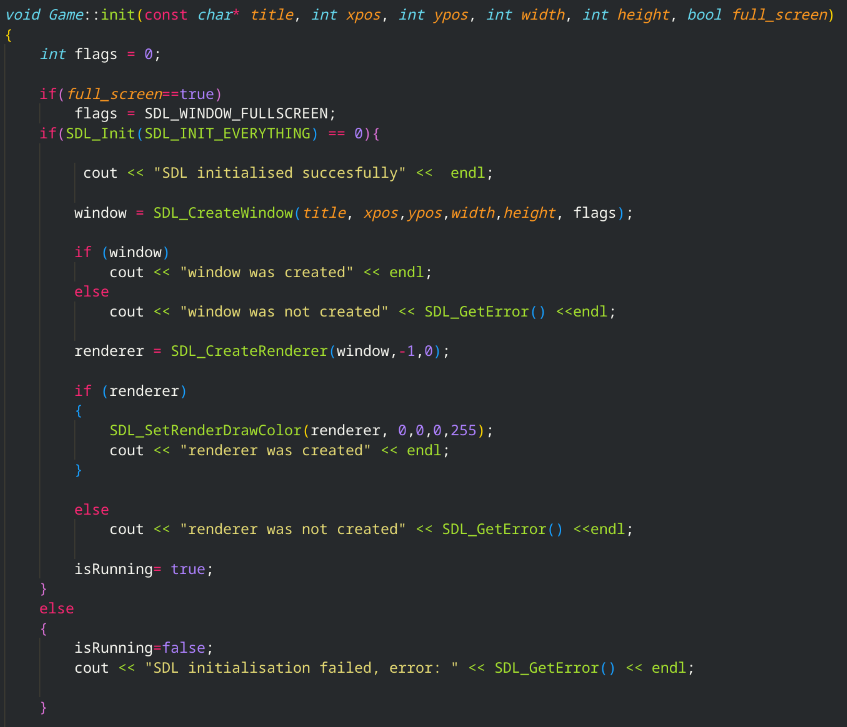 void Game::init(const char* title, int xpos, int ypos, int width, int height, bool full_screen)
{
int flags = 0;
if(full_screen==true)
flags = SDL_WINDOW_FULLSCREEN;
if(SDL_Init(SDL_INIT_EVERYTHING) == 0){
cout << "SDL initialised succesfully" <<  endl;
window = SDL_CreateWindow(title, xpos,ypos,width,height, flags);
if (window)
cout << "window was created" << endl;
else
cout << "window was not created" << SDL_GetError() <<endl;
renderer = SDL_CreateRenderer(window,-1,0);
if (renderer)
{
SDL_SetRenderDrawColor(renderer, 0,0,0,255);
cout << "renderer was created" << endl;
}
else
cout << "renderer was not created" << SDL_GetError() <<endl;
isRunning= true;
}
else
{
isRunning=false;
cout << "SDL initialisation failed, error: " << SDL_GetError() << endl;
}